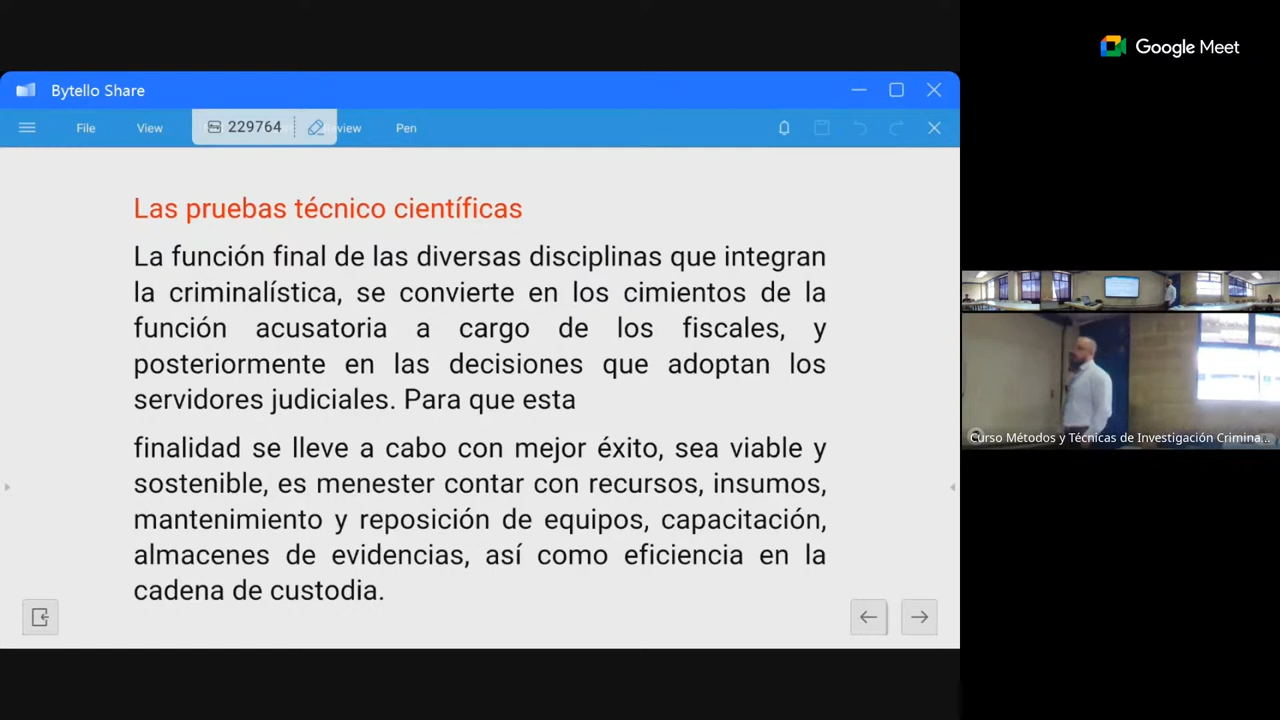 Google Meet
Bytello Share
File View 229764 eview Pen
Las pruebas técnico científicas
La función final de las diversas disciplinas que integran
la criminalística, se convierte en los cimientos de la
función acusatoria a cargo de los fiscales, y
posteriormente en las decisiones que adoptan los
servidores judiciales. Para que esta
finalidad se lleve a cabo con mejor éxito, sea viable y
sostenible, es menester contar con recursos, insumos,
mantenimiento y reposición de equipos, capacitación,
almacenes de evidencias, así como eficiencia en la
cadena de custodia.
Curso Métodos y Técnicas de Investigación Crimina...